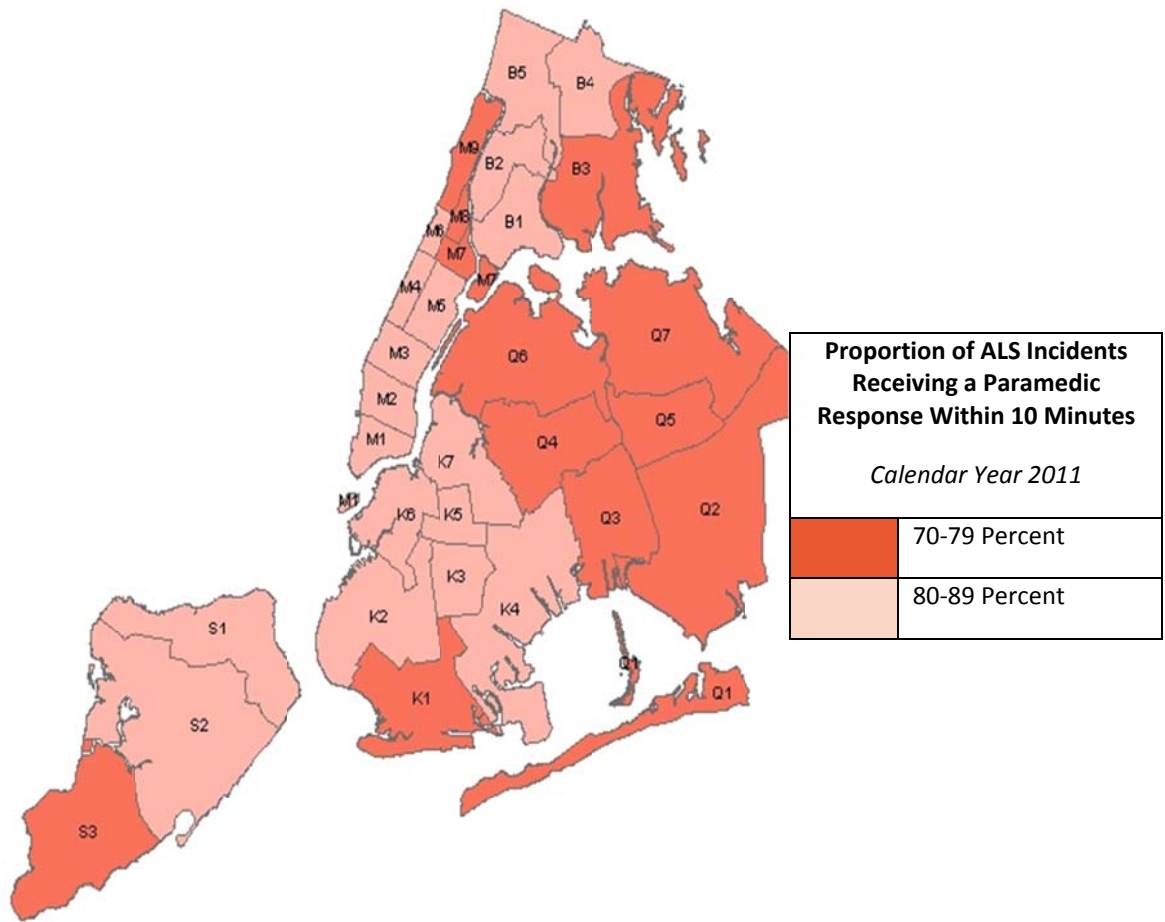 B5
B4
M9
B2
B3
M8
M6
B1
M7
M7
M4
M5
Q7
M3
Q6
M2
Q5
M1
Q4
K7
M1
K6
K5
Q3
Q2
K3
K2
K4
S1
Q1
Q1
K1
S2
S3
Proportion of ALS Incidents
Receiving a Paramedic
Response Within 10 Minutes
Calendar Year 2011
70-79 Percent
80-89 Percent